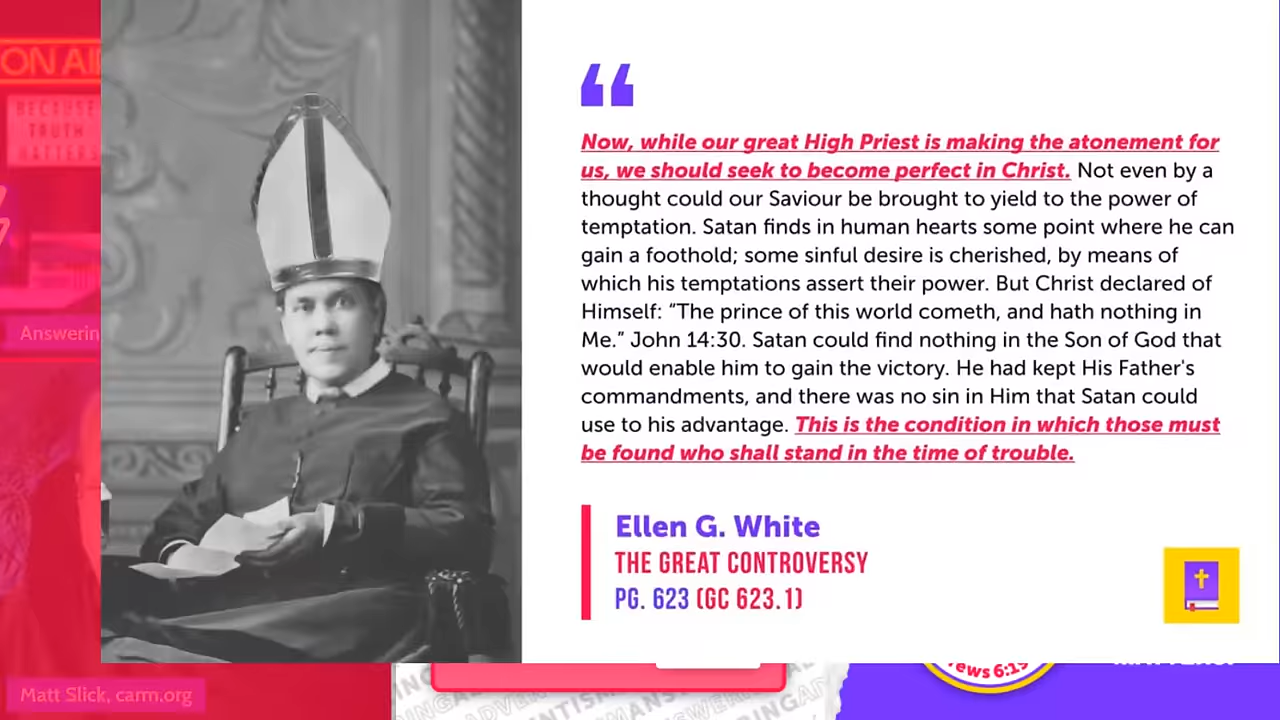 ON AI
BECAUSE
TRUTH
MATTERS
Answerin
Matt Slick, carm.org
Now, while our great High Priest is making the atonement for
us, we should seek to become perfect in Christ. Not even by a
thought could our Saviour be brought to yield to the power of
temptation. Satan finds in human hearts some point where he can
gain a foothold; some sinful desire is cherished, by means of
which his temptations assert their power. But Christ declared of
Himself: “The prince of this world cometh, and hath nothing in
Me.” John 14:30. Satan could find nothing in the Son of God that
would enable him to gain the victory. He had kept His Father's
commandments, and there was no sin in Him that Satan could
use to his advantage. This is the condition in which those must
be found who shall stand in the time of trouble.
Ellen G. White
THE GREAT CONTROVERSY
PG. 623 (GC 623.1)
ews 6:19